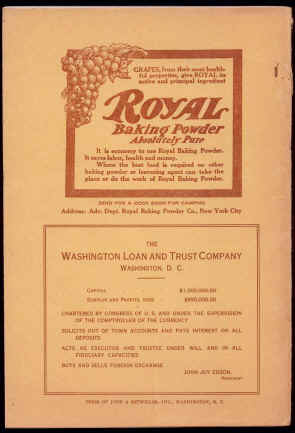 GRAPES, from their most health-
ful properties, give ROYAL its
active and principal ingredient
ROYAL
Baking Powder
Absolutely Pure
It is economy to use Royal Baking Powder.
It saves labor, health and money.
Where the best food is required no other
baking powder or leavening agent can take the
place or do the work of Royal Baking Powder.
SEND FOR A COOK BOOK FOR CAMPING
Address: Adv. Dept. Royal Baking Powder Co., New York City
THE
WASHINGTON LOAN AND TRUST COMPANY
WASHINGTON, D. C.
CAPITAL $1,000,000.00
SURPLUS AND PROFITS, OVER $800,000.00
CHARTERED BY CONGRESS OF U. S. AND UNDER THE SUPERVISION
OF THE COMPTROLLER OF THE CURRENCY
SOLICITS OUT OF TOWN ACCOUNTS AND PAYS INTEREST ON ALL
DEPOSITS
ACTS AS EXECUTOR AND TRUSTEE UNDER WILL AND IN ALL
FIDUCIARY CAPACITIES
BUYS AND SELLS FOREIGN EXCHANGE
JOHN JOY EDSON,
PRESIDENT
PRESS OF JUDD & DETWEILER, INC., WASHINGTON, D. C.